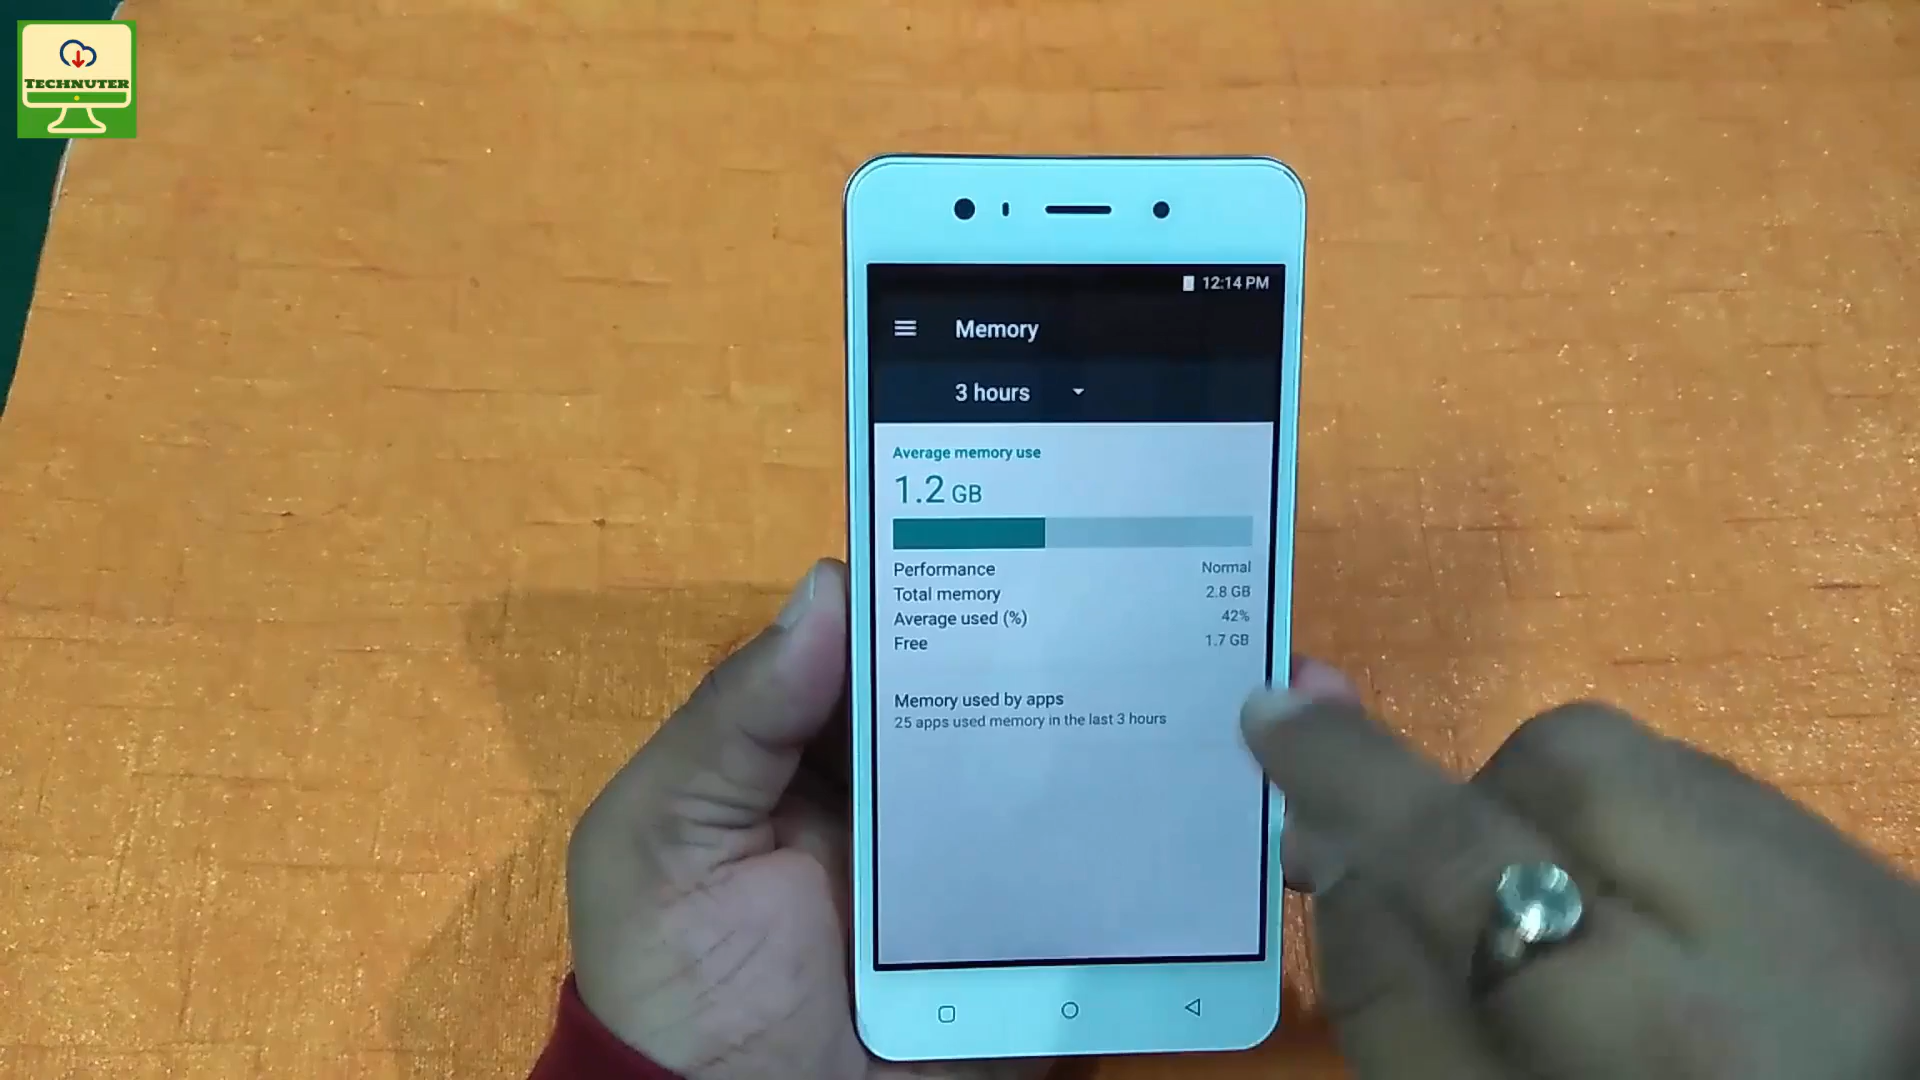 TECHNUTER
12:14 PM
Memory
3 hours
Average memory use
1.2 GB
Performance Normal
Total memory 2.8 GB
Average used (%) 42%
Free 1.7 GB
Memory used by apps
25 apps used memory in the last 3 hours